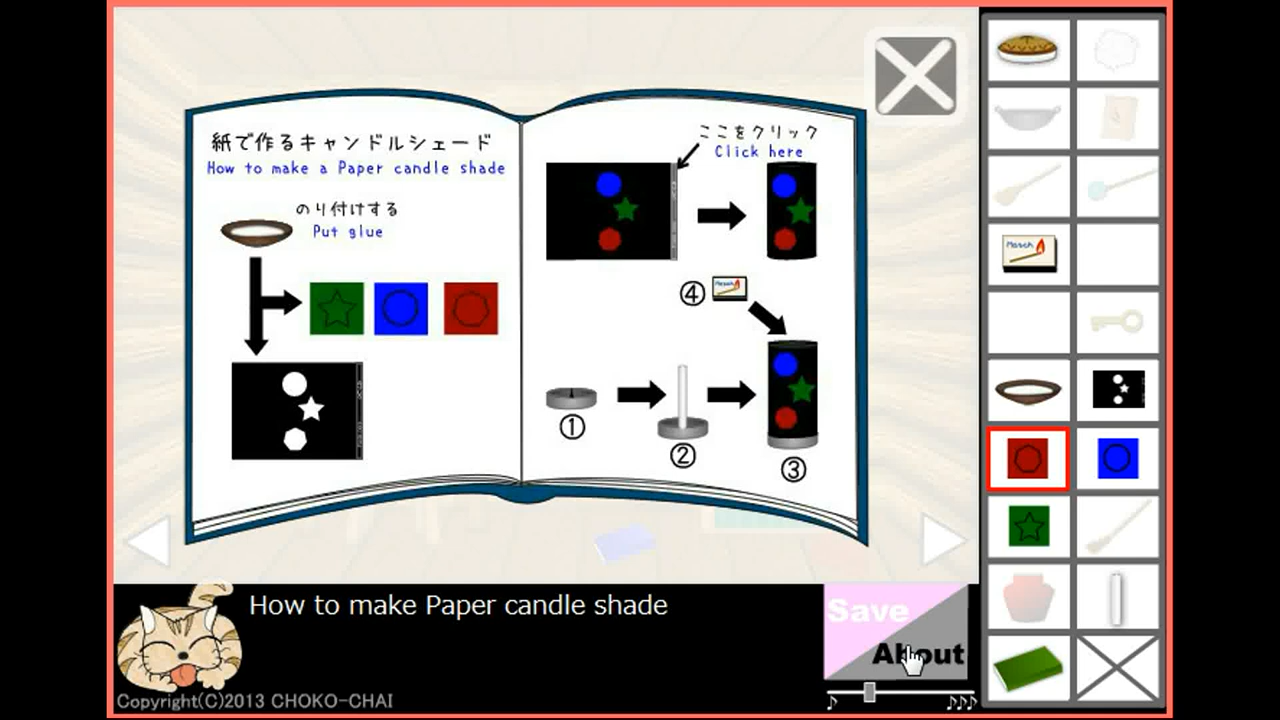 紙で作るキャンドルシェード
How to make a Paper candle shade
のり付けする
Put glue
ここをクリック
Click here
④
①
②
③
How to make Paper candle shade
Save
About
Copyright(C)2013 CHOKO-CHAI